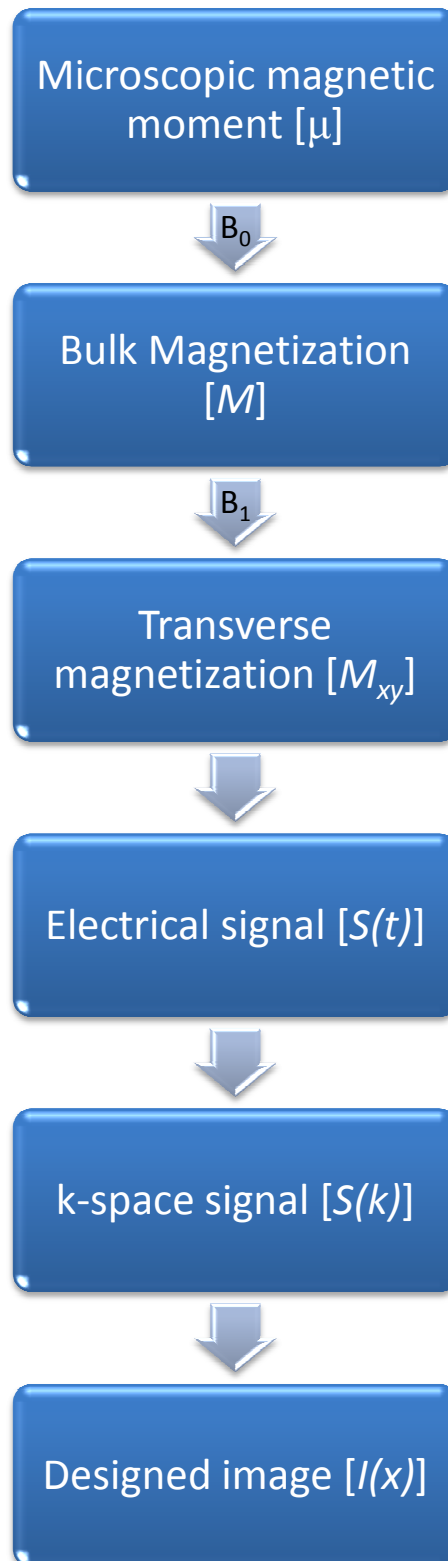 Microscopic magnetic
moment [μ]
B₀
Bulk Magnetization
[M]
B₁
Transverse
magnetization [Mxy]
Electrical signal [S(t)]
k-space signal [S(k)]
Designed image [I(x)]